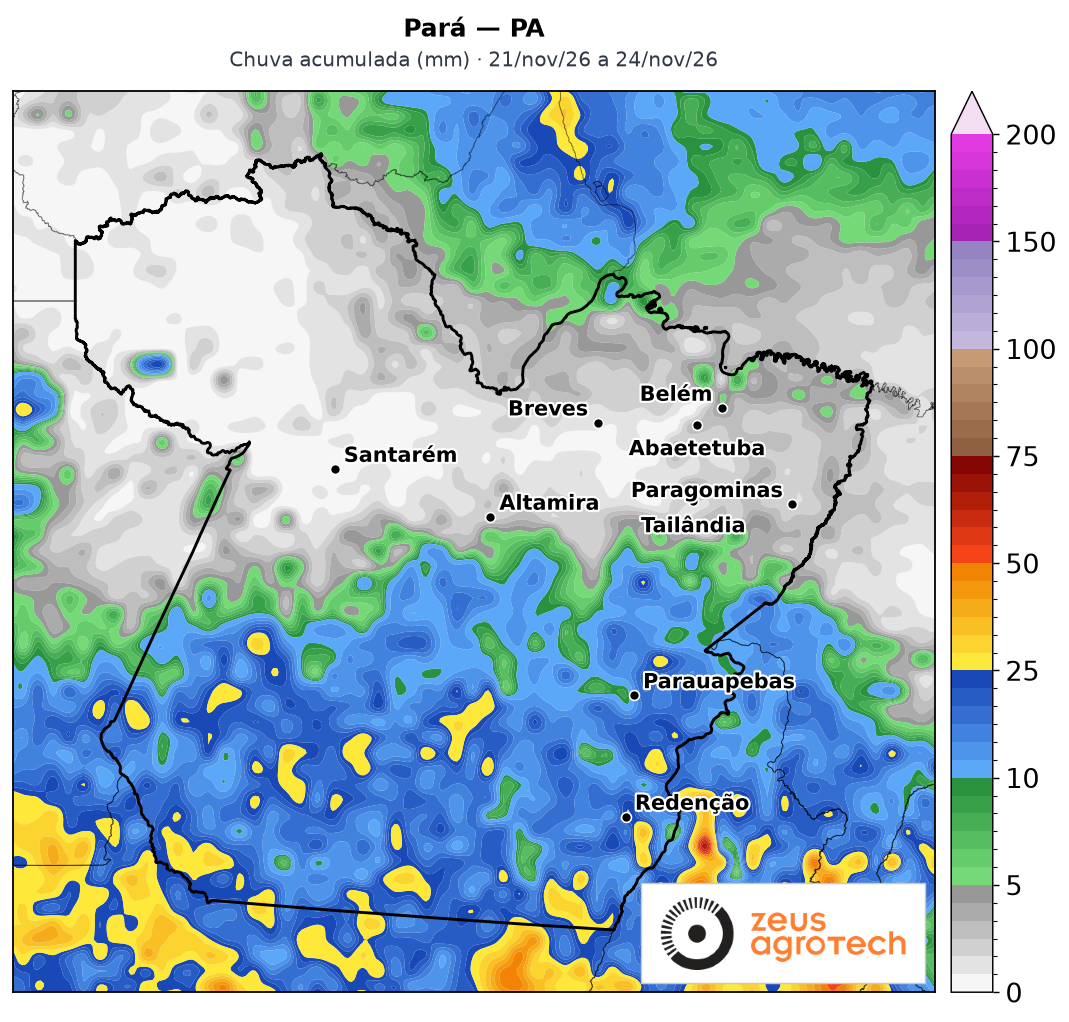 Pará — PA
Chuva acumulada (mm) · 21/nov/26 a 24/nov/26
200
150
100
75
50
25
10
5
0
Belém
Breves
Abaetetuba
Santarém
Paragominas
Altamira
Tailândia
Parauapebas
Redenção
zeus
agrotech